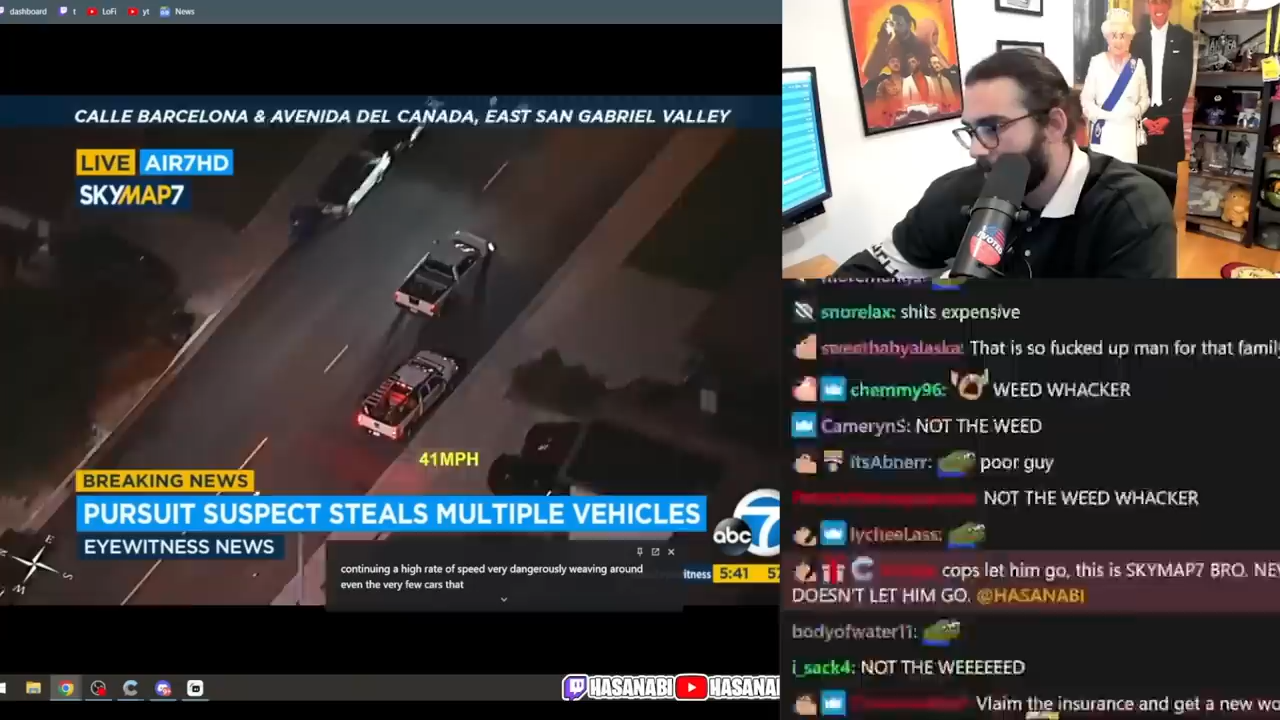 dashboard
t
LoFi
yt
News
CALLE BARCELONA & AVENIDA DEL CANADA, EAST SAN GABRIEL VALLEY
LIVE AIR7HD
SKYMAP7
41MPH
BREAKING NEWS
PURSUIT SUSPECT STEALS MULTIPLE VEHICLES
EYEWITNESS NEWS
abc 7
itness 5:41 57
continuing a high rate of speed very dangerously weaving around
even the very few cars that
HASANABI HASANA
snorelax: shits expensive
sweetbabyalaska: That is so fucked up man for that famil
chemmy96: WEED WHACKER
CamerynS: NOT THE WEED
itsAbnerr: poor guy
NOT THE WEED WHACKER
lycheeLass:
cops let him go, this is SKYMAP7 BRO. NEV
DOESN'T LET HIM GO. @HASANABI
bodyofwater11:
i_sack4: NOT THE WEEEEEED
Vlaim the insurance and get a new wo